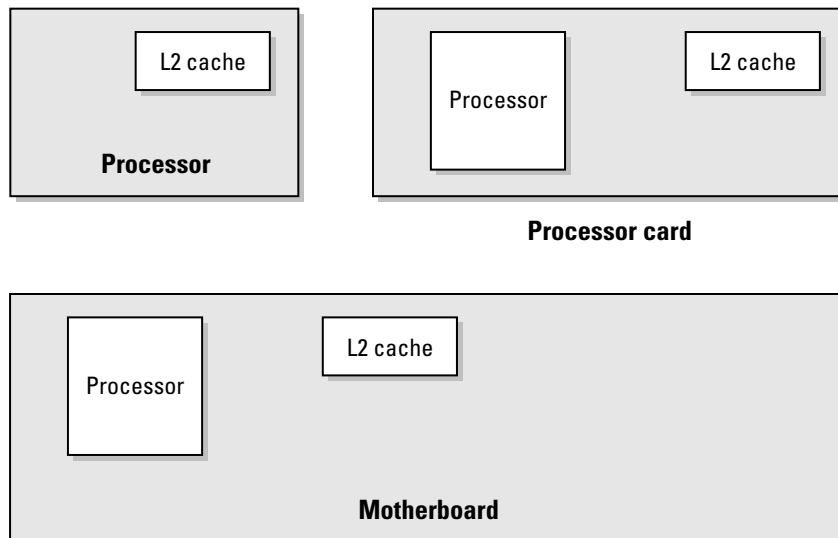 L2 cache
Processor
Processor
L2 cache
Processor card
Processor
L2 cache
Motherboard